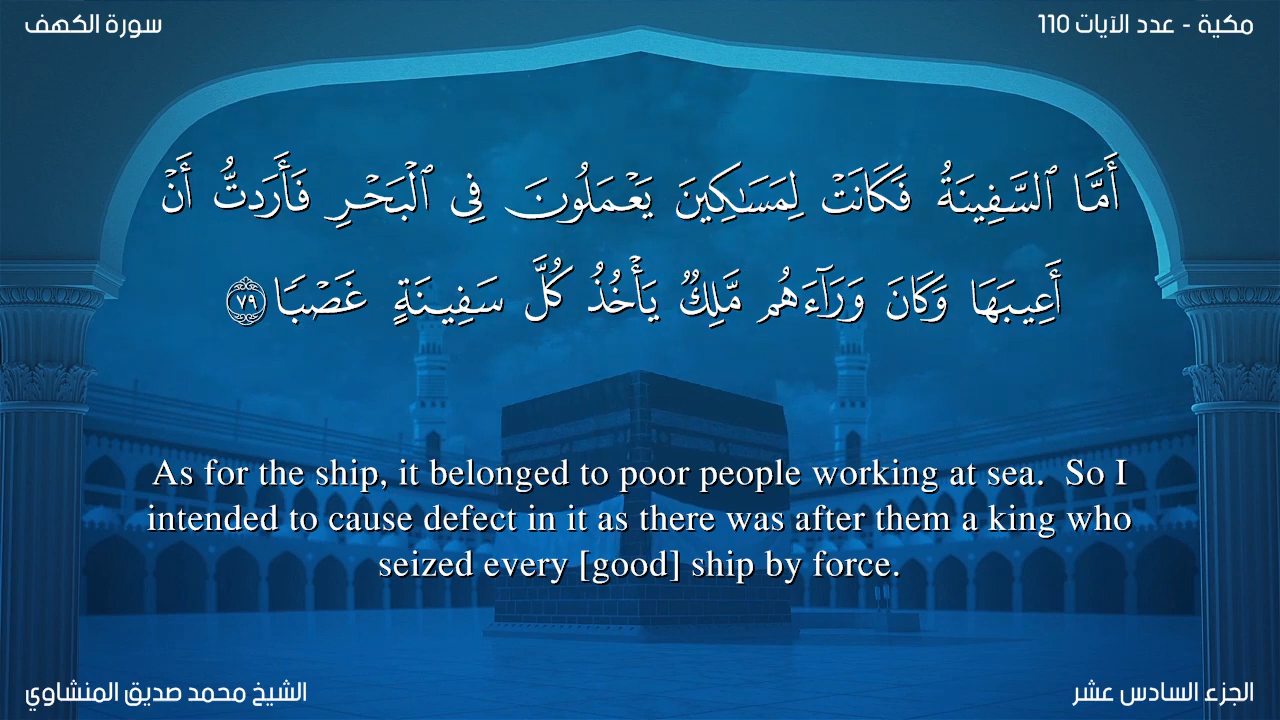 مكية - عدد الآيات 110
سورة الكهف
أَمَّا ٱلسَّفِينَةُ فَكَانَتْ لِمَسَٰكِينَ يَعْمَلُونَ فِى ٱلْبَحْرِ فَأَرَدتُّ أَنْ
أَعِيبَهَا وَكَانَ وَرَآءَهُم مَّلِكٌ يَأْخُذُ كُلَّ سَفِينَةٍ غَصْبًا ٧٩
As for the ship, it belonged to poor people working at sea.  So I
intended to cause defect in it as there was after them a king who
seized every [good] ship by force.
الجزء السادس عشر
الشيخ محمد صديق المنشاوي